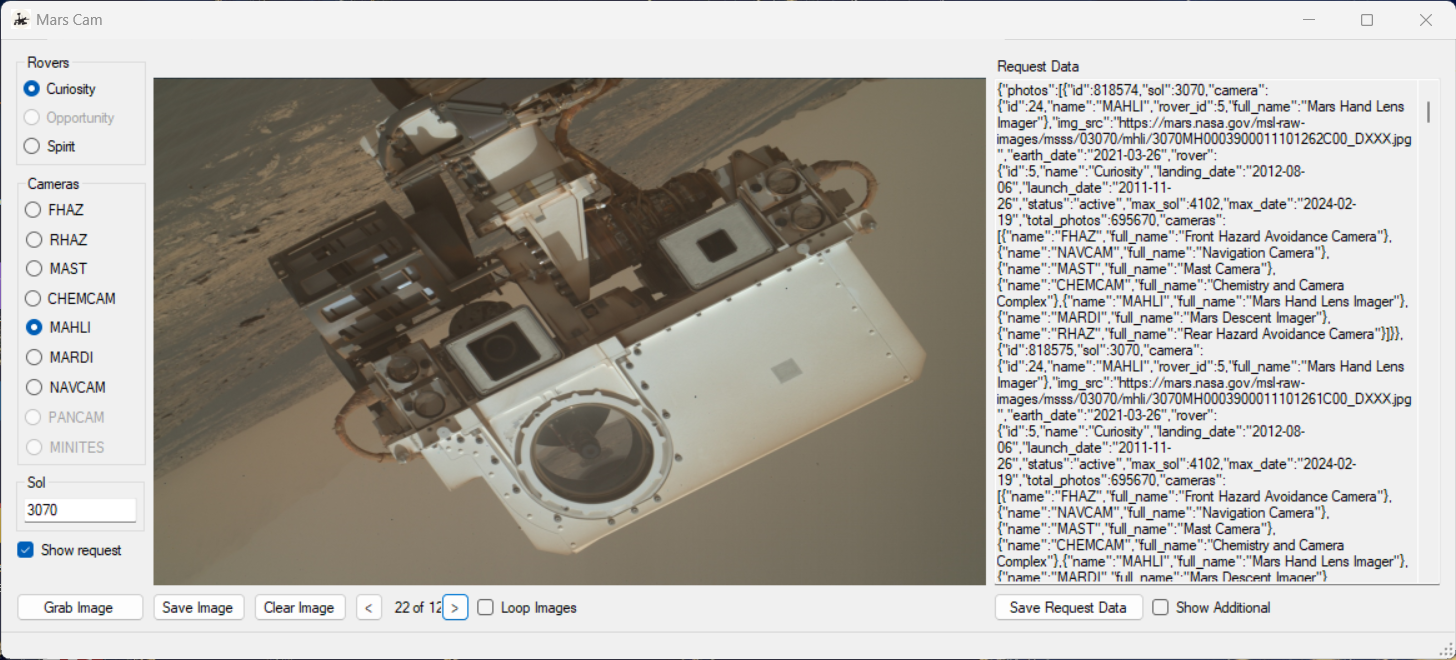 Mars Cam
Rovers
Curiosity
Opportunity
Spirit
Cameras
FHAZ
RHAZ
MAST
CHEMCAM
MAHLI
MARDI
NAVCAM
PANCAM
MINITES
Sol
3070
Show request
Grab Image
Save Image
Clear Image
<
22 of 12
>
Loop Images
Request Data
{"photos":[{"id":818574,"sol":3070,"camera":
{"id":24,"name":"MAHLI","rover_id":5,"full_name":"Mars Hand Lens
Imager"},"img_src":"https://mars.nasa.gov/msl-raw-
images/msss/03070/mhli/3070MH0003900011101262C00_DXXX.jpg
","earth_date":"2021-03-26","rover":
{"id":5,"name":"Curiosity","landing_date":"2012-08-
06","launch_date":"2011-11-
26","status":"active","max_sol":4102,"max_date":"2024-02-
19","total_photos":695670,"cameras":
[{"name":"FHAZ","full_name":"Front Hazard Avoidance Camera"},
{"name":"NAVCAM","full_name":"Navigation Camera"},
{"name":"MAST","full_name":"Mast Camera"},
{"name":"CHEMCAM","full_name":"Chemistry and Camera
Complex"},{"name":"MAHLI","full_name":"Mars Hand Lens Imager"},
{"name":"MARDI","full_name":"Mars Descent Imager"},
{"name":"RHAZ","full_name":"Rear Hazard Avoidance Camera"}]}},
{"id":818575,"sol":3070,"camera":
{"id":24,"name":"MAHLI","rover_id":5,"full_name":"Mars Hand Lens
Imager"},"img_src":"https://mars.nasa.gov/msl-raw-
images/msss/03070/mhli/3070MH0003900011101261C00_DXXX.jpg
","earth_date":"2021-03-26","rover":
{"id":5,"name":"Curiosity","landing_date":"2012-08-
06","launch_date":"2011-11-
26","status":"active","max_sol":4102,"max_date":"2024-02-
19","total_photos":695670,"cameras":
[{"name":"FHAZ","full_name":"Front Hazard Avoidance Camera"},
{"name":"NAVCAM","full_name":"Navigation Camera"},
{"name":"MAST","full_name":"Mast Camera"},
{"name":"CHEMCAM","full_name":"Chemistry and Camera
Complex"},{"name":"MAHLI","full_name":"Mars Hand Lens Imager"},
{"name":"MARDI","full_name":"Mars Descent Imager"}
Save Request Data
Show Additional